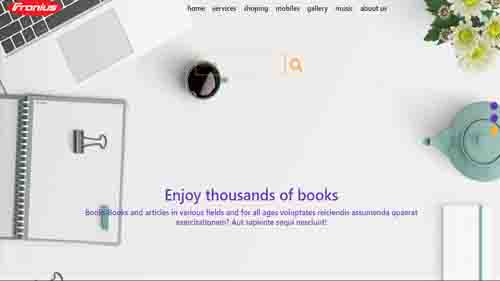 Fronius
home services shoping mobiles gallery music about us
Enjoy thousands of books
Books Books and articles in various fields and for all ages voluptates reiciendis assumenda quaerat
exercitationem? Aut sapiente sequi nesciunt!